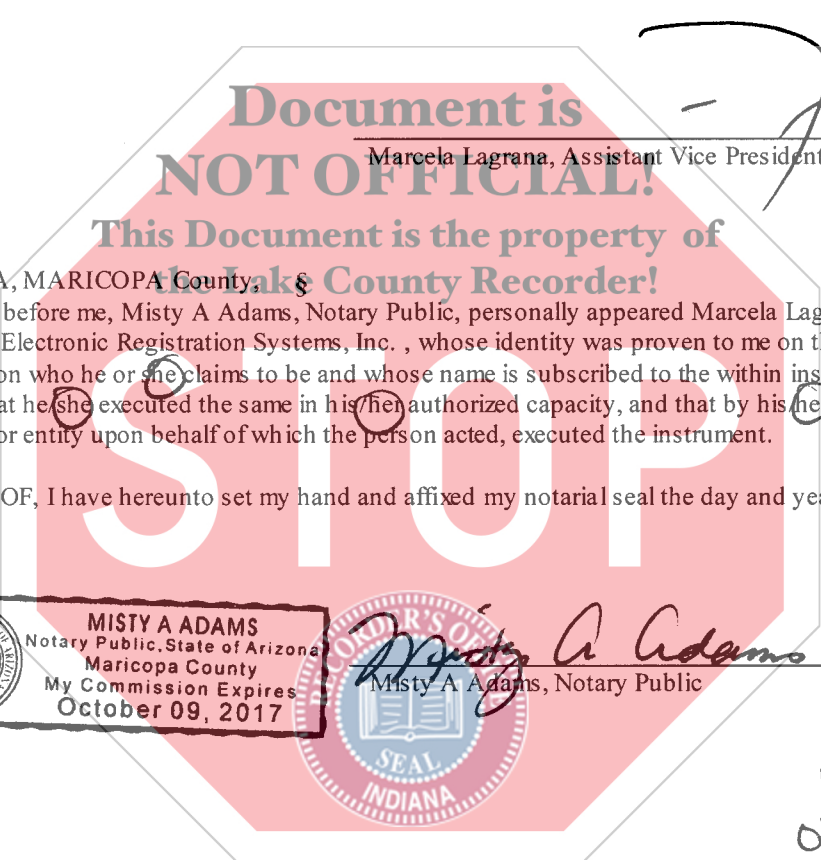 Document is
NOT OFFICIAL!
Marcela Lagrana, Assistant Vice President
This Document is the property of
the Lake County Recorder!
A, MARICOPA County, §
before me, Misty A Adams, Notary Public, personally appeared Marcela Lag
Electronic Registration Systems, Inc. , whose identity was proven to me on t
on who he or she claims to be and whose name is subscribed to the within ins
at he/she executed the same in his/her authorized capacity, and that by his/he
or entity upon behalf of which the person acted, executed the instrument.
STOP
OF, I have hereunto set my hand and affixed my notarial seal the day and yea
MISTY A ADAMS
Notary Public, State of Arizona
Maricopa County
My Commission Expires
October 09, 2017
Misty A Adams
Misty A Adams, Notary Public
RECORDER'S OFFICE
SEAL
INDIANA